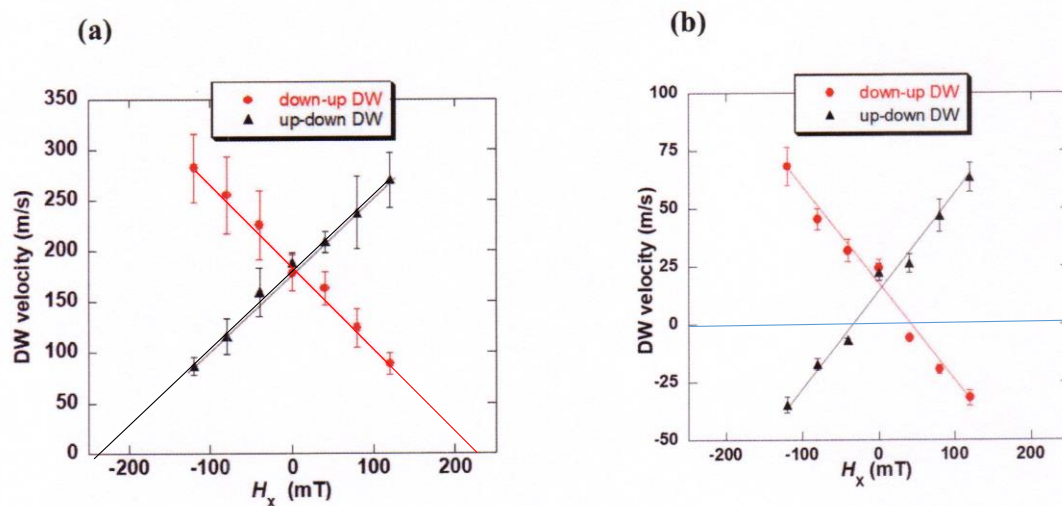 (a)
down-up DW
up-down DW
350
300
250
200
150
100
50
0
DW velocity (m/s)
-200 -100 0 100 200
Hx (mT)
(b)
down-up DW
up-down DW
100
75
50
25
0
-25
-50
DW velocity (m/s)
-200 -100 0 100 200
Hx (mT)